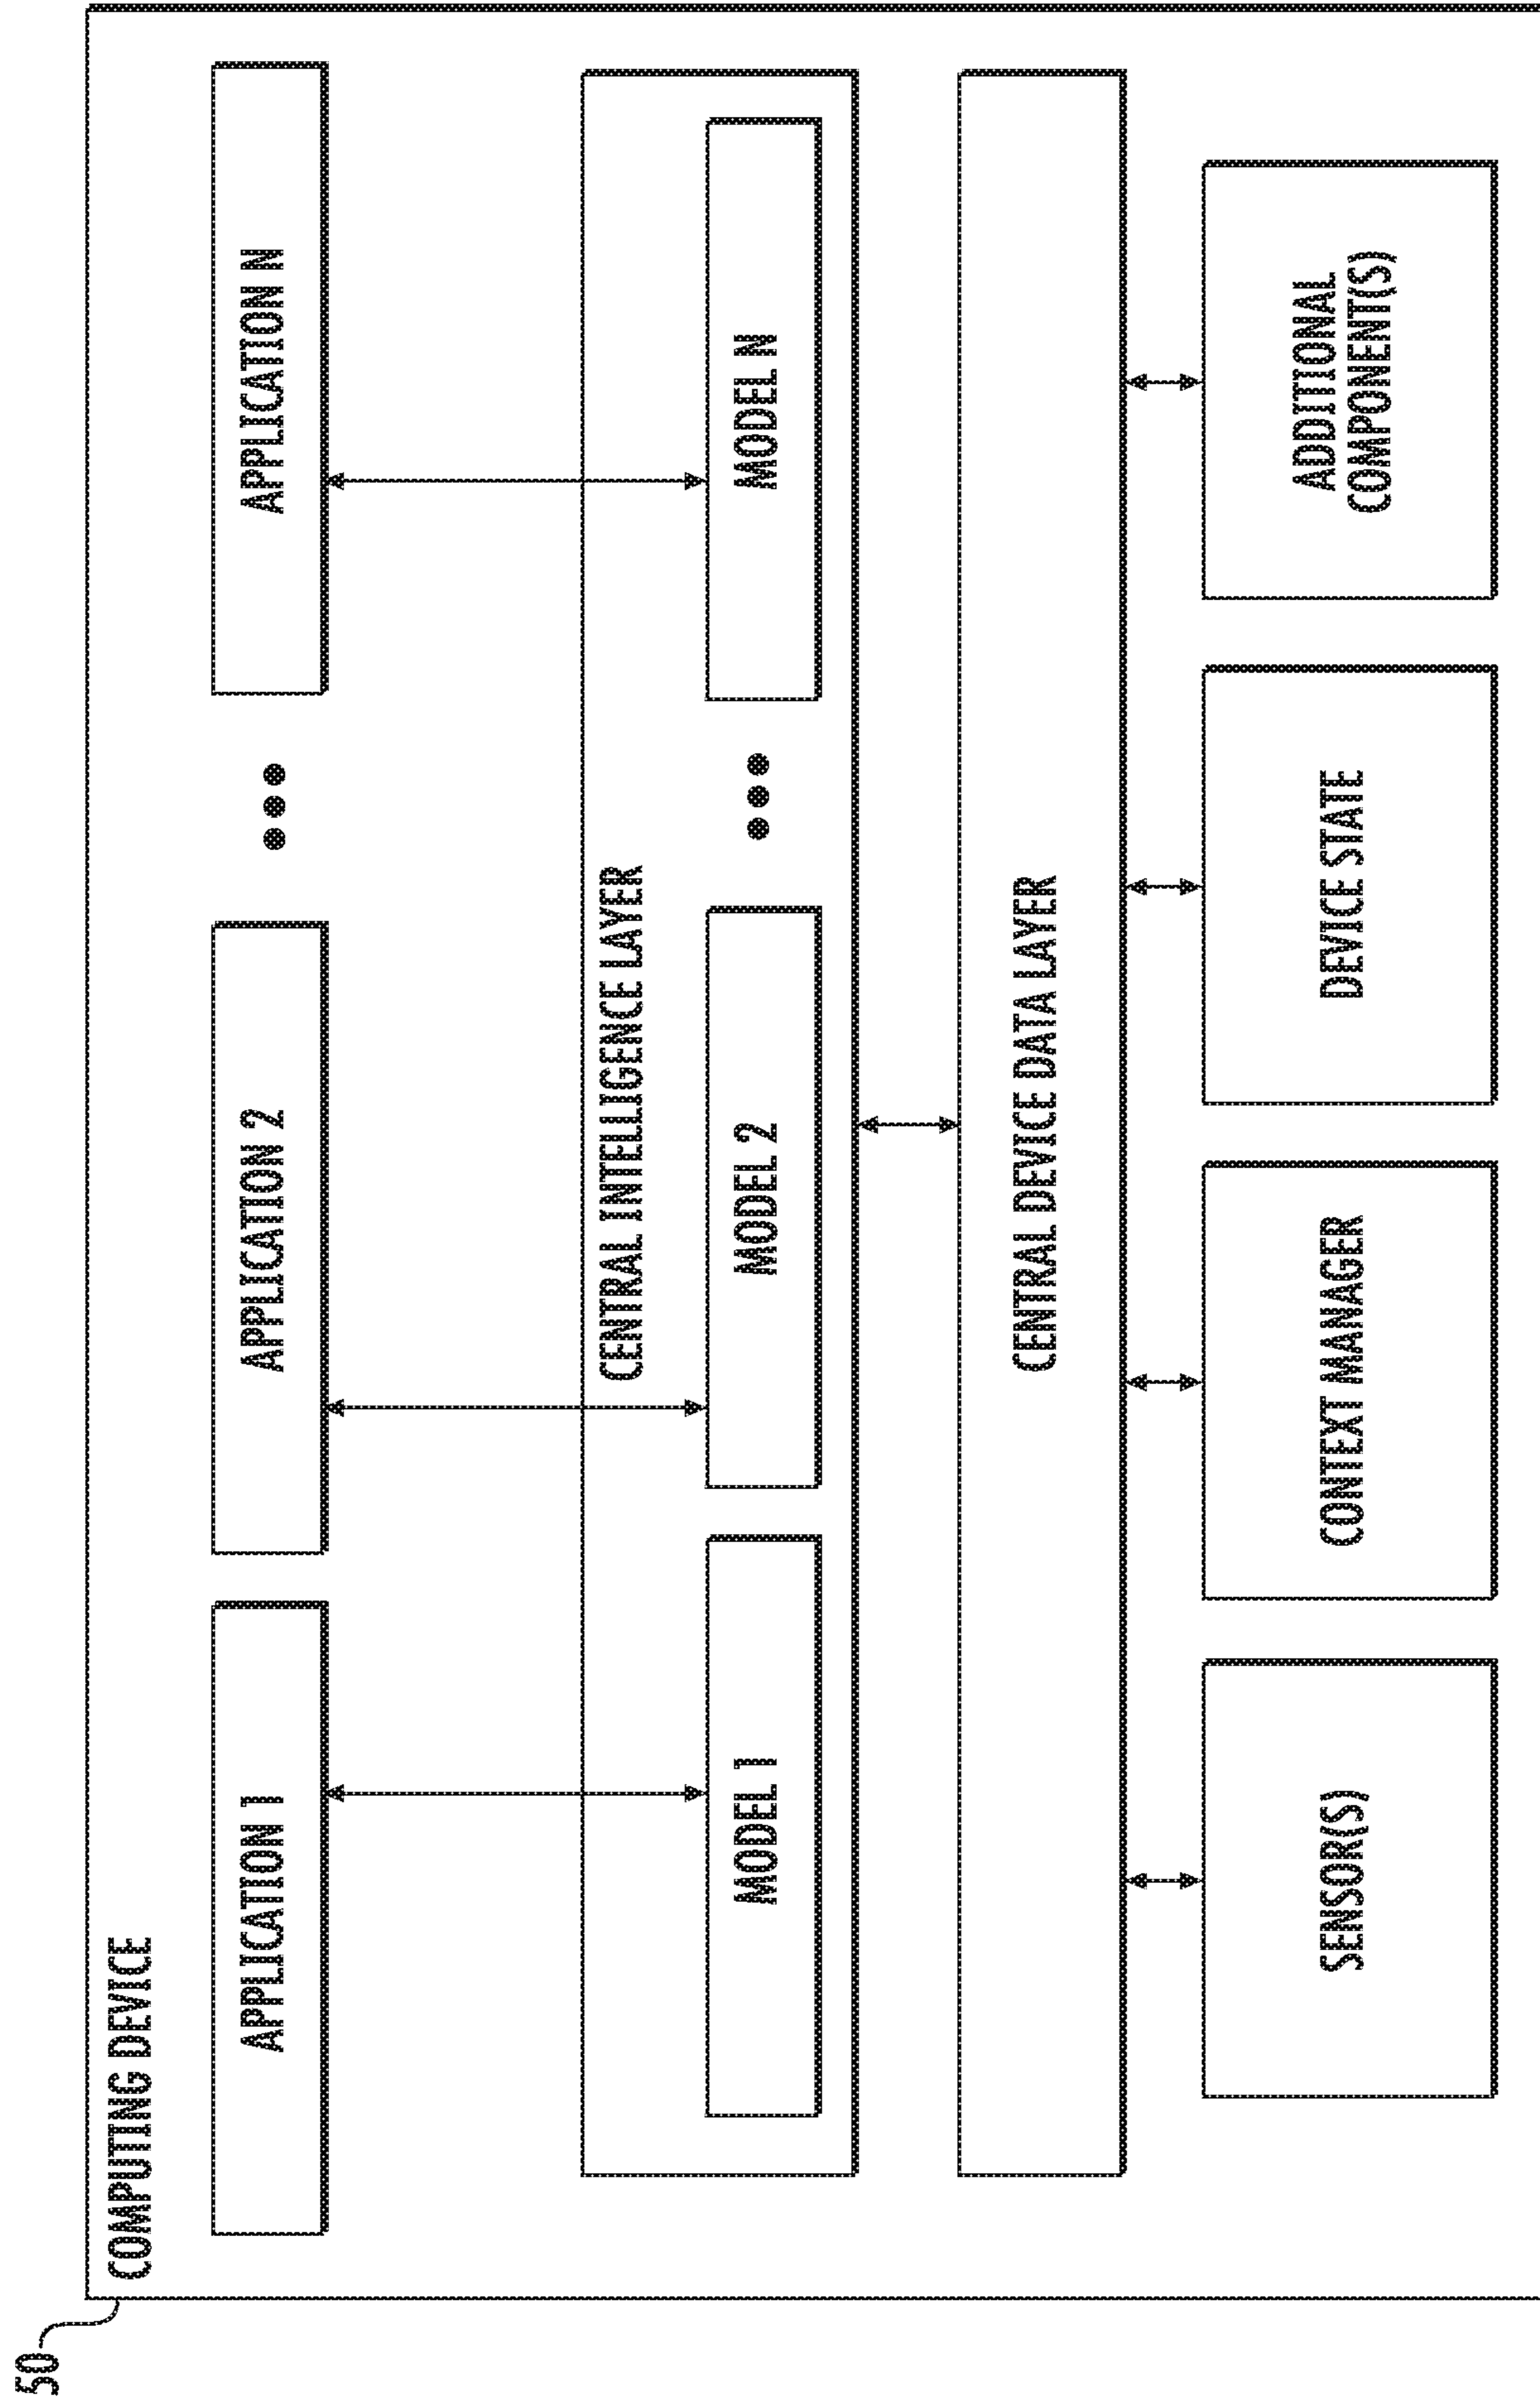 50
COMPUTING DEVICE
APPLICATION 1
APPLICATION 2
APPLICATION N
CENTRAL INTELLIGENCE LAYER
MODEL 1
MODEL 2
MODEL N
CENTRAL DEVICE DATA LAYER
SENSOR(S)
CONTEXT MANAGER
DEVICE STATE
ADDITIONAL
COMPONENT(S)